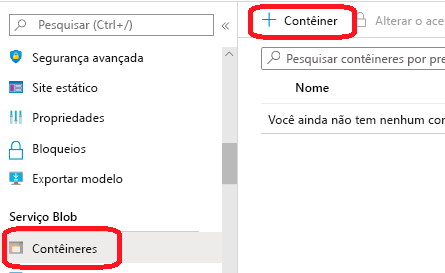 Pesquisar (Ctrl+/)
«
Segurança avançada
Site estático
Propriedades
Bloqueios
Exportar modelo
Serviço Blob
Contêineres
+ Contêiner
Alterar o ace
Pesquisar contêineres por pre
Nome
Você ainda não tem nenhum con